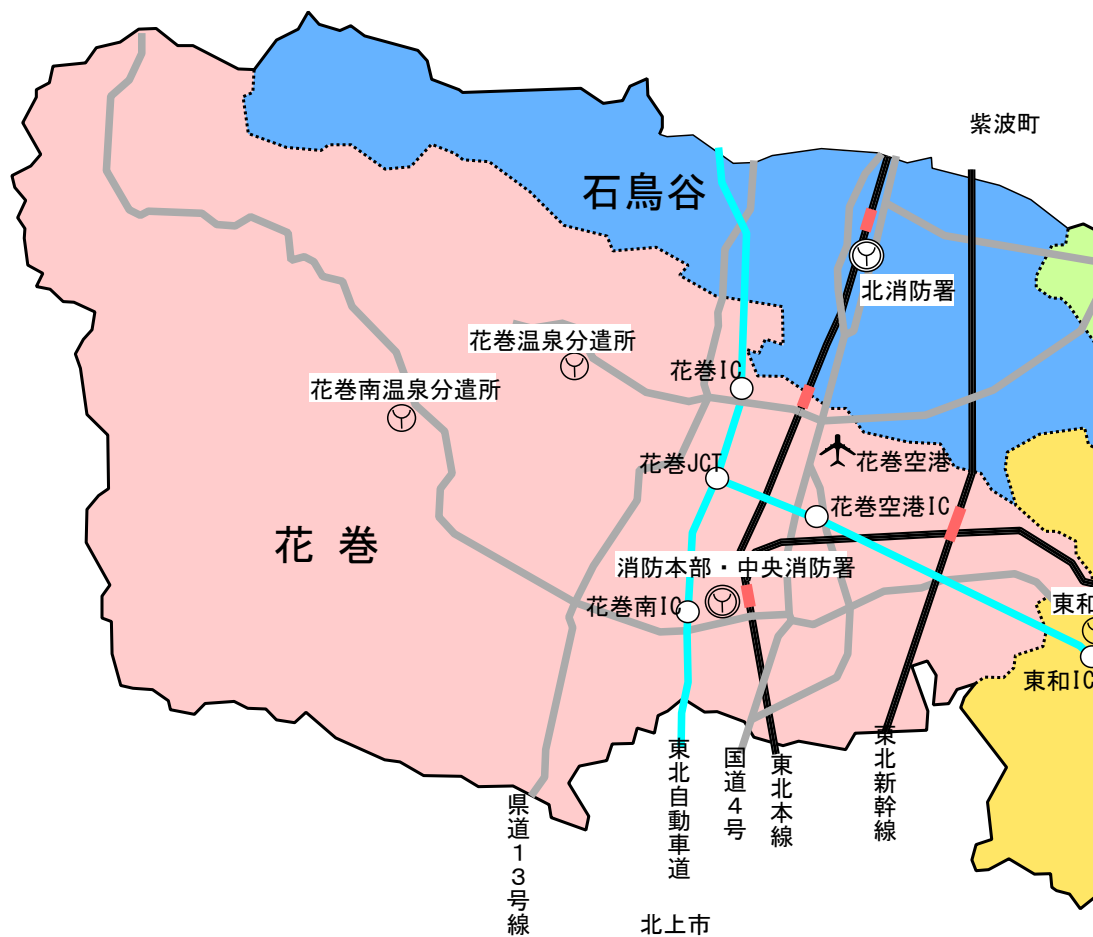 紫波町
石鳥谷
北消防署
花巻温泉分遣所
花巻IC
花巻南温泉分遣所
花巻JCT
花巻空港
花巻空港IC
花 巻
消防本部・中央消防署
花巻南IC
東和
東和IC
県道13号線
東北自動車道
国道4号
東北本線
東北新幹線
北上市